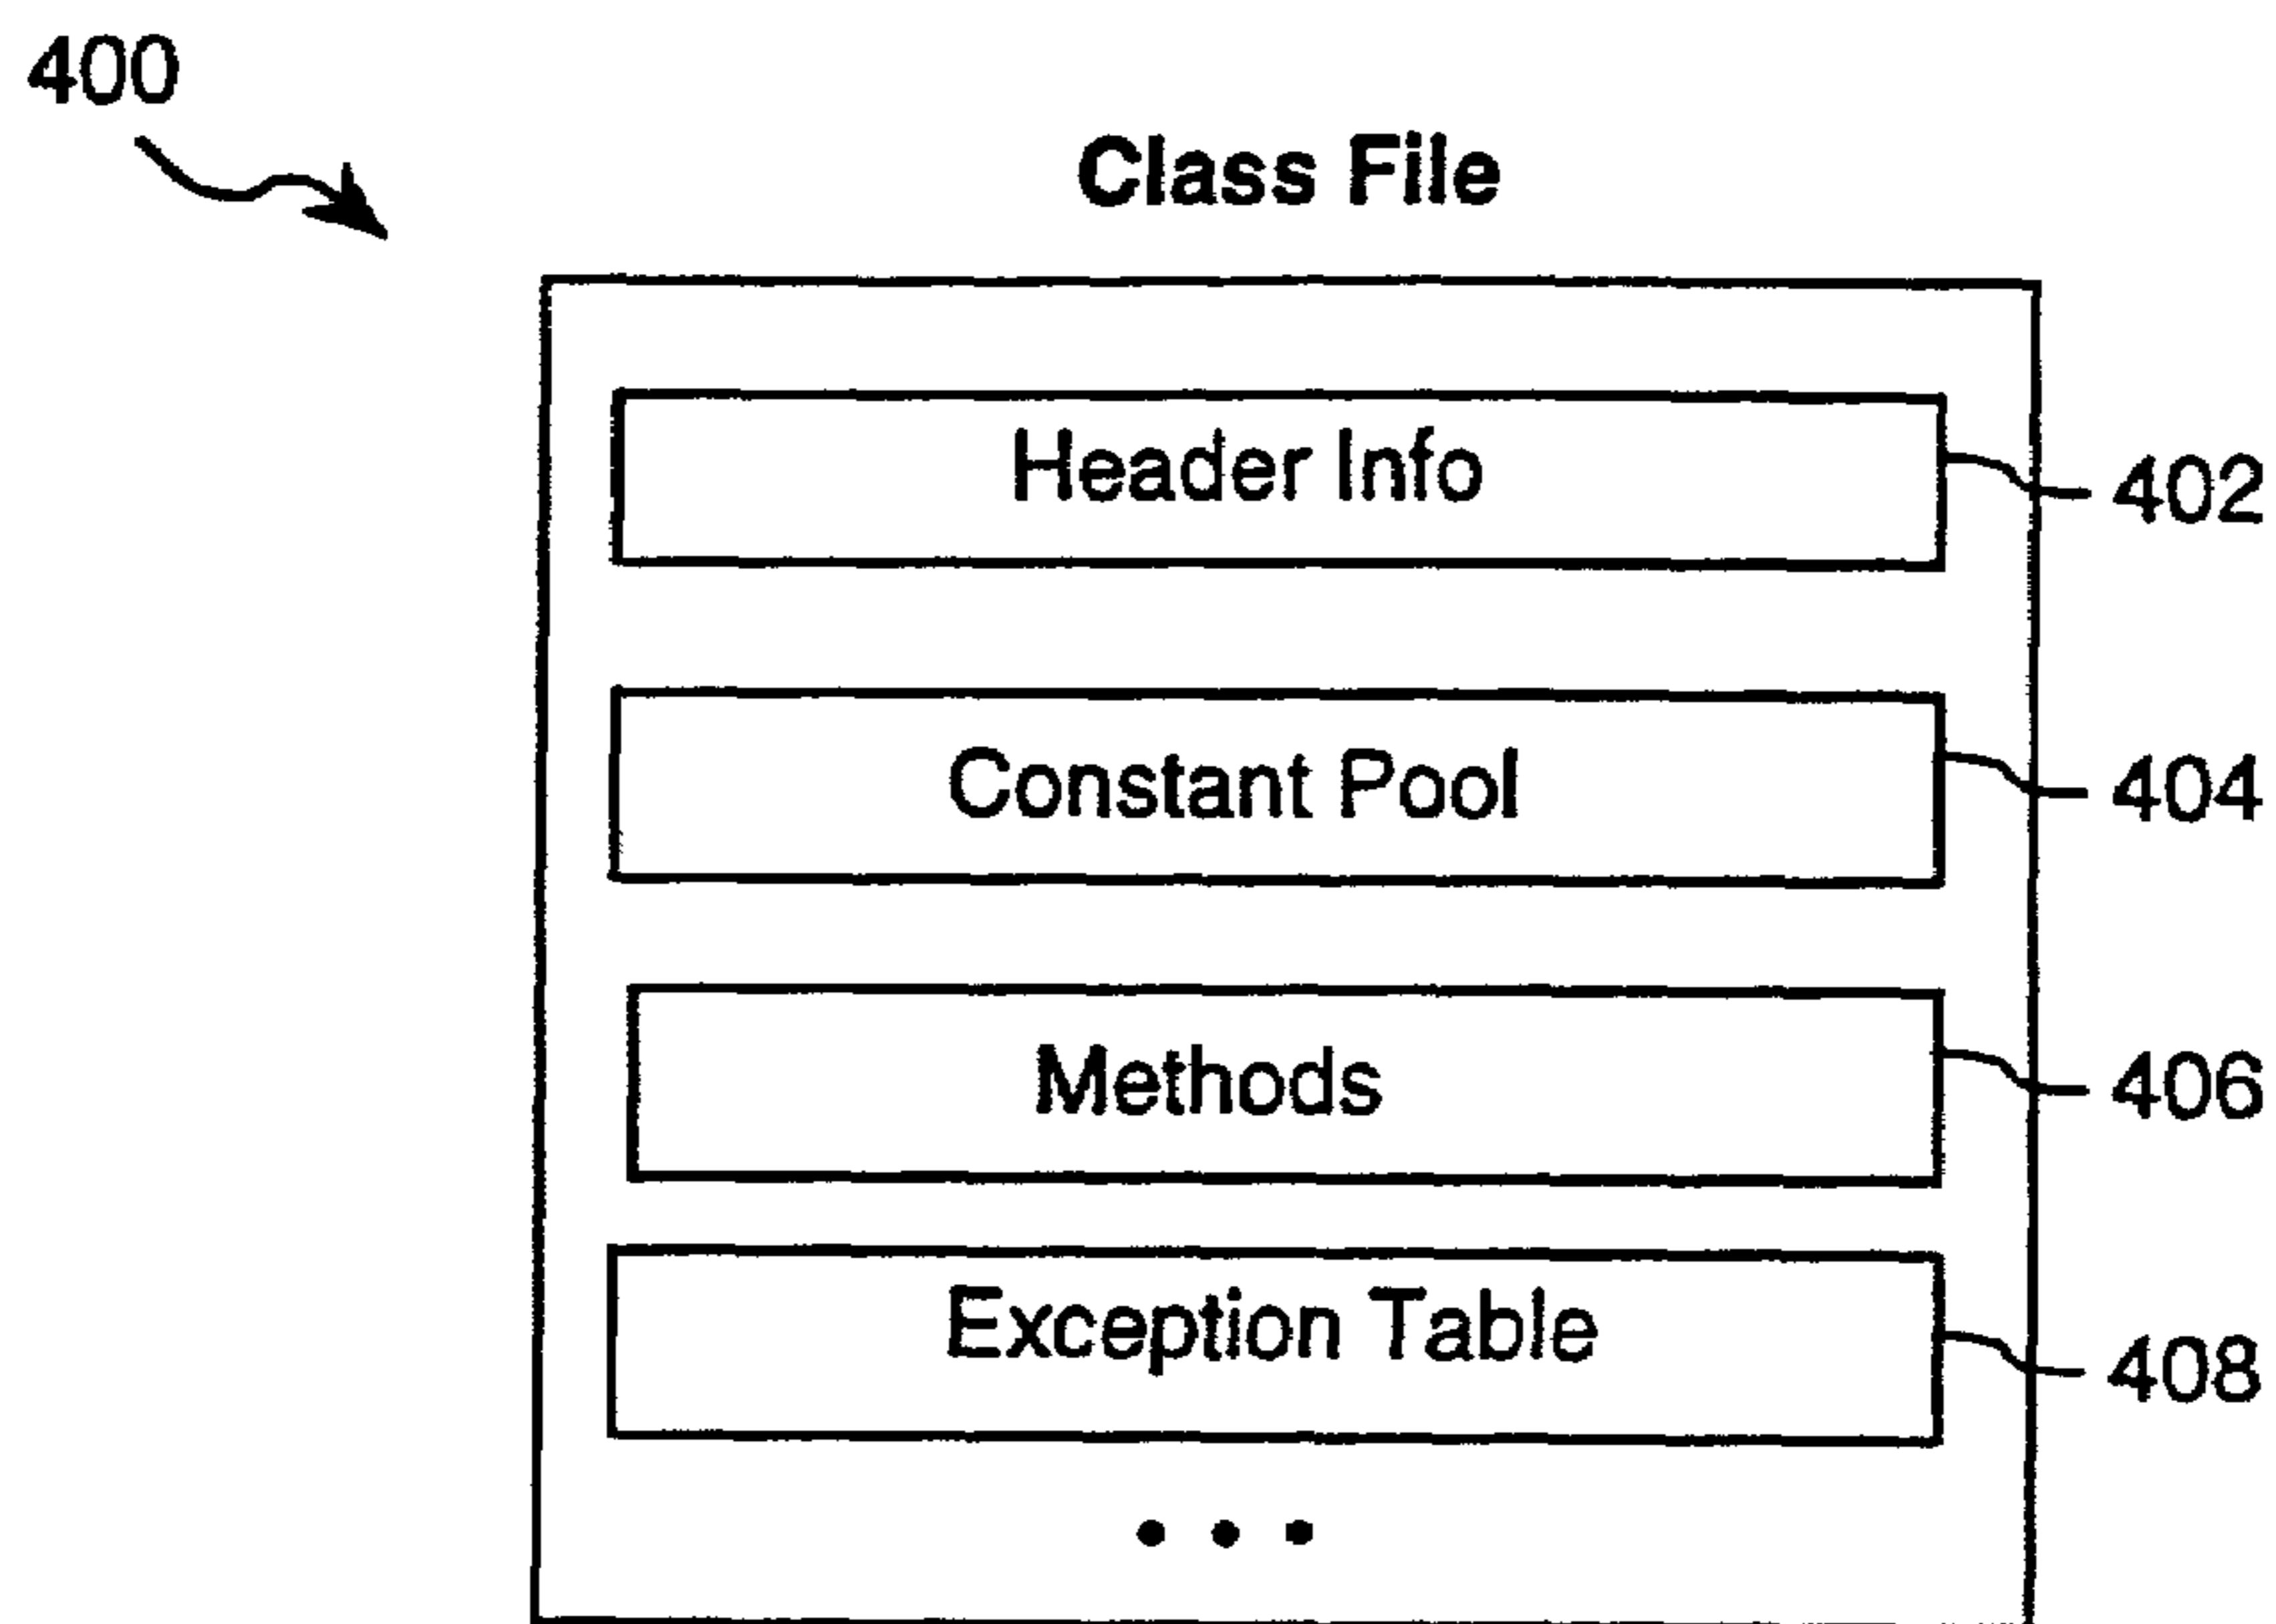 400
Class File
Header Info
402
Constant Pool
404
Methods
406
Exception Table
408
• • •